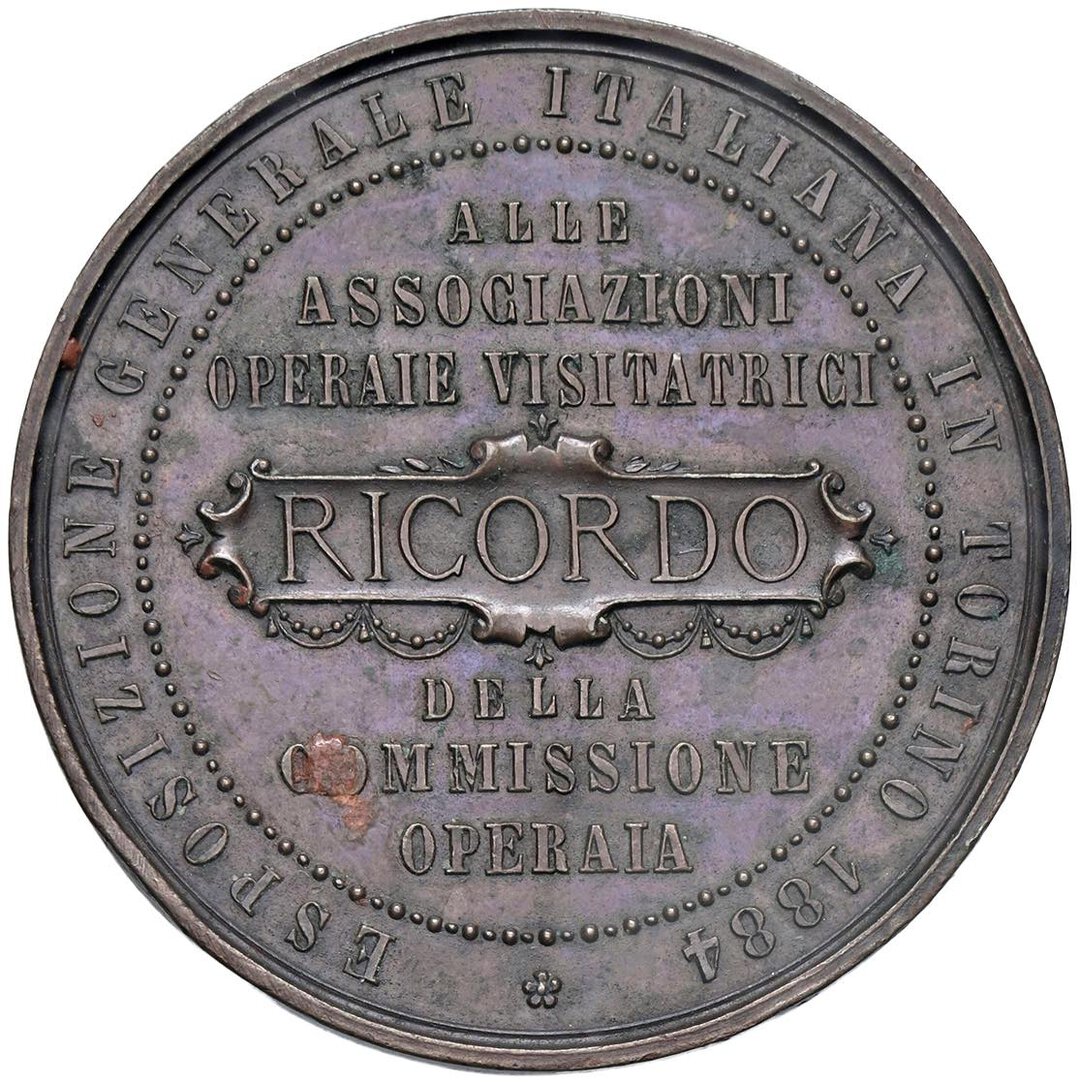 ESPOSIZIONE GENERALE ITALIANA IN TORINO 1884
ALLE
ASSOCIAZIONI
OPERAIE VISITATRICI
RICORDO
DELLA
COMMISSIONE
OPERAIA